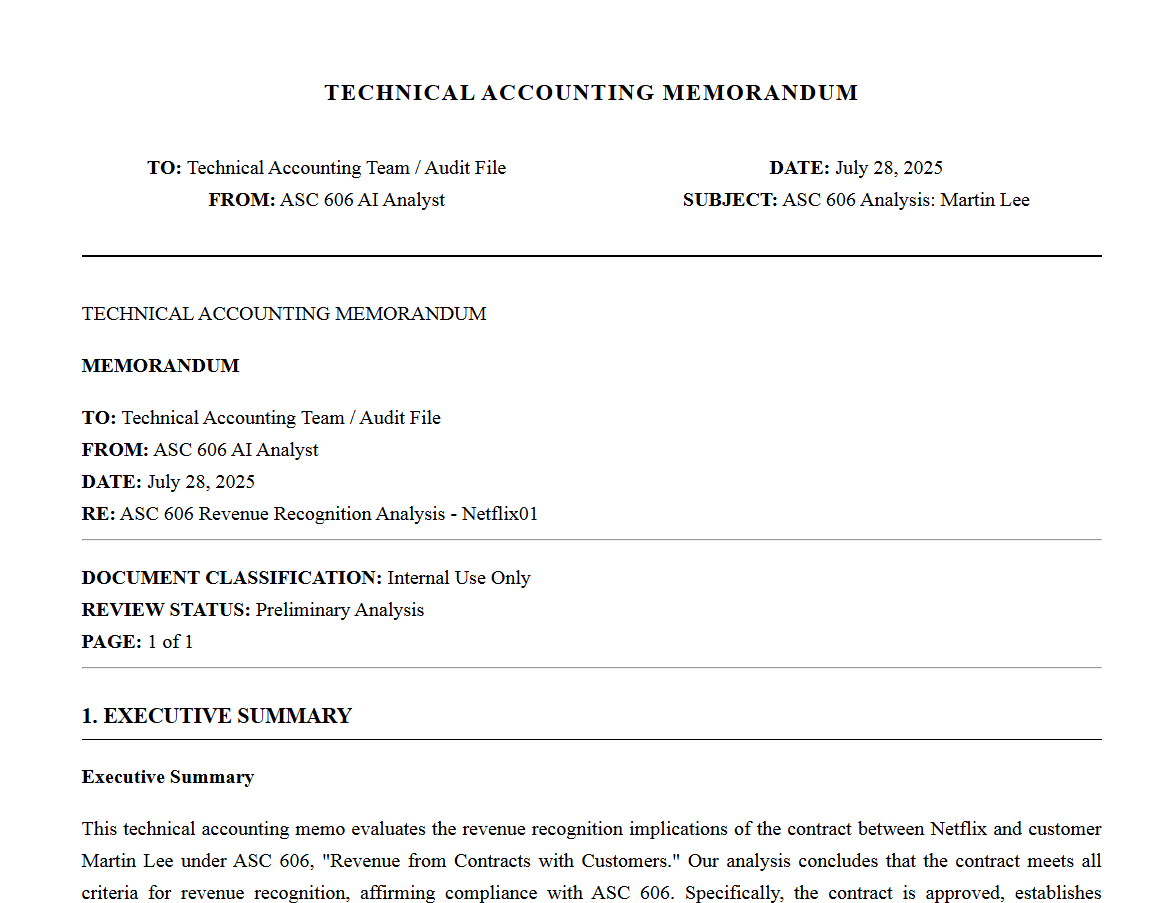 TECHNICAL ACCOUNTING MEMORANDUM
TO: Technical Accounting Team / Audit File
FROM: ASC 606 AI Analyst
DATE: July 28, 2025
SUBJECT: ASC 606 Analysis: Martin Lee
TECHNICAL ACCOUNTING MEMORANDUM
MEMORANDUM
TO: Technical Accounting Team / Audit File
FROM: ASC 606 AI Analyst
DATE: July 28, 2025
RE: ASC 606 Revenue Recognition Analysis - Netflix01
DOCUMENT CLASSIFICATION: Internal Use Only
REVIEW STATUS: Preliminary Analysis
PAGE: 1 of 1
1. EXECUTIVE SUMMARY
Executive Summary
This technical accounting memo evaluates the revenue recognition implications of the contract between Netflix and customer
Martin Lee under ASC 606, "Revenue from Contracts with Customers." Our analysis concludes that the contract meets all
criteria for revenue recognition, affirming compliance with ASC 606. Specifically, the contract is approved, establishes